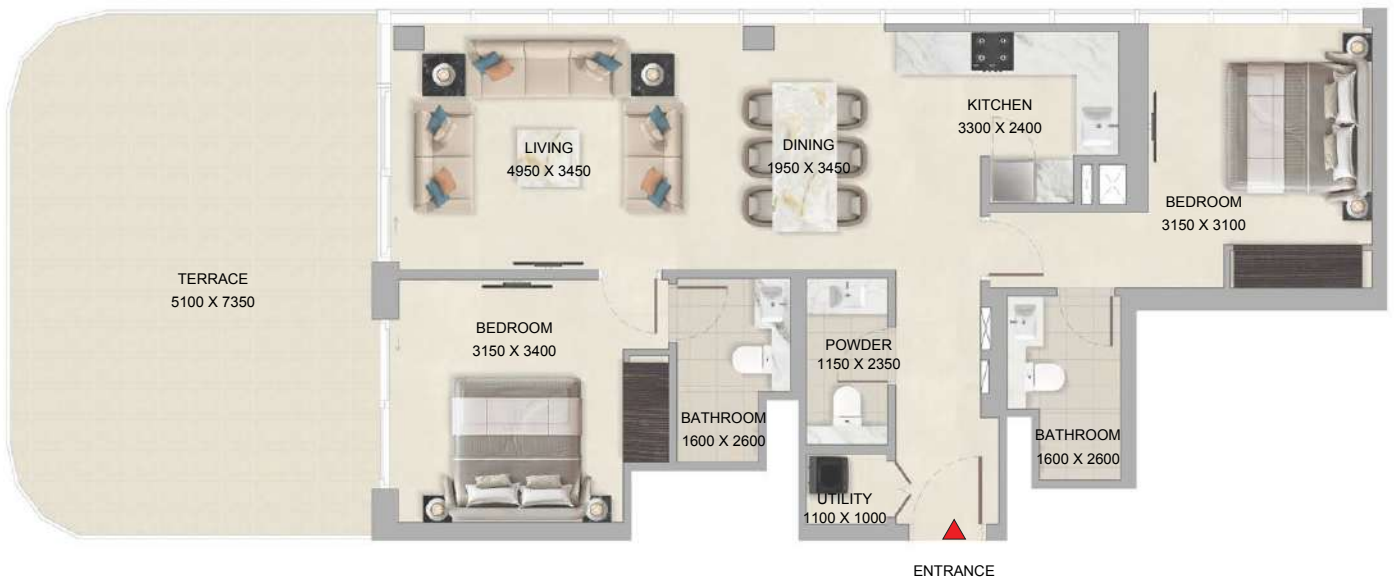 KITCHEN
3300 X 2400
LIVING
4950 X 3450
DINING
1950 X 3450
BEDROOM
3150 X 3100
TERRACE
5100 X 7350
BEDROOM
3150 X 3400
POWDER
1150 X 2350
BATHROOM
1600 X 2600
BATHROOM
1600 X 2600
UTILITY
1100 X 1000
ENTRANCE